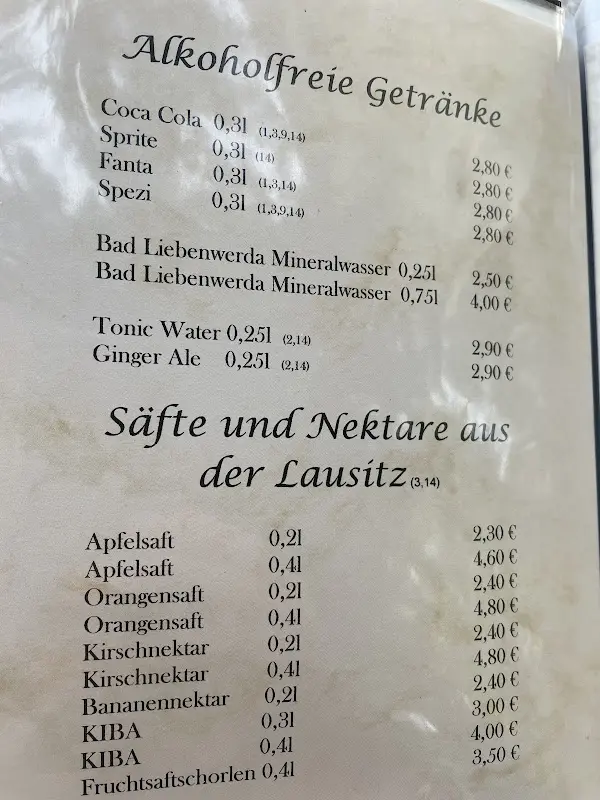 Alkoholfreie Getränke
Coca Cola 0,3l (1,3,9,14) 2,80 €
Sprite 0,3l (14) 2,80 €
Fanta 0,3l (1,3,14) 2,80 €
Spezi 0,3l (1,3,9,14) 2,80 €
Bad Liebenwerda Mineralwasser 0,25l 2,50 €
Bad Liebenwerda Mineralwasser 0,75l 4,00 €
Tonic Water 0,25l (2,14) 2,90 €
Ginger Ale 0,25l (2,14) 2,90 €
Säfte und Nektare aus
der Lausitz (3,14)
Apfelsaft 0,2l 2,30 €
Apfelsaft 0,4l 4,60 €
Orangensaft 0,2l 2,40 €
Orangensaft 0,4l 4,80 €
Kirschnektar 0,2l 2,40 €
Kirschnektar 0,4l 4,80 €
Bananennektar 0,2l 2,40 €
KIBA 0,3l 3,00 €
KIBA 0,4l 4,00 €
Fruchtsaftschorlen 0,4l 3,50 €